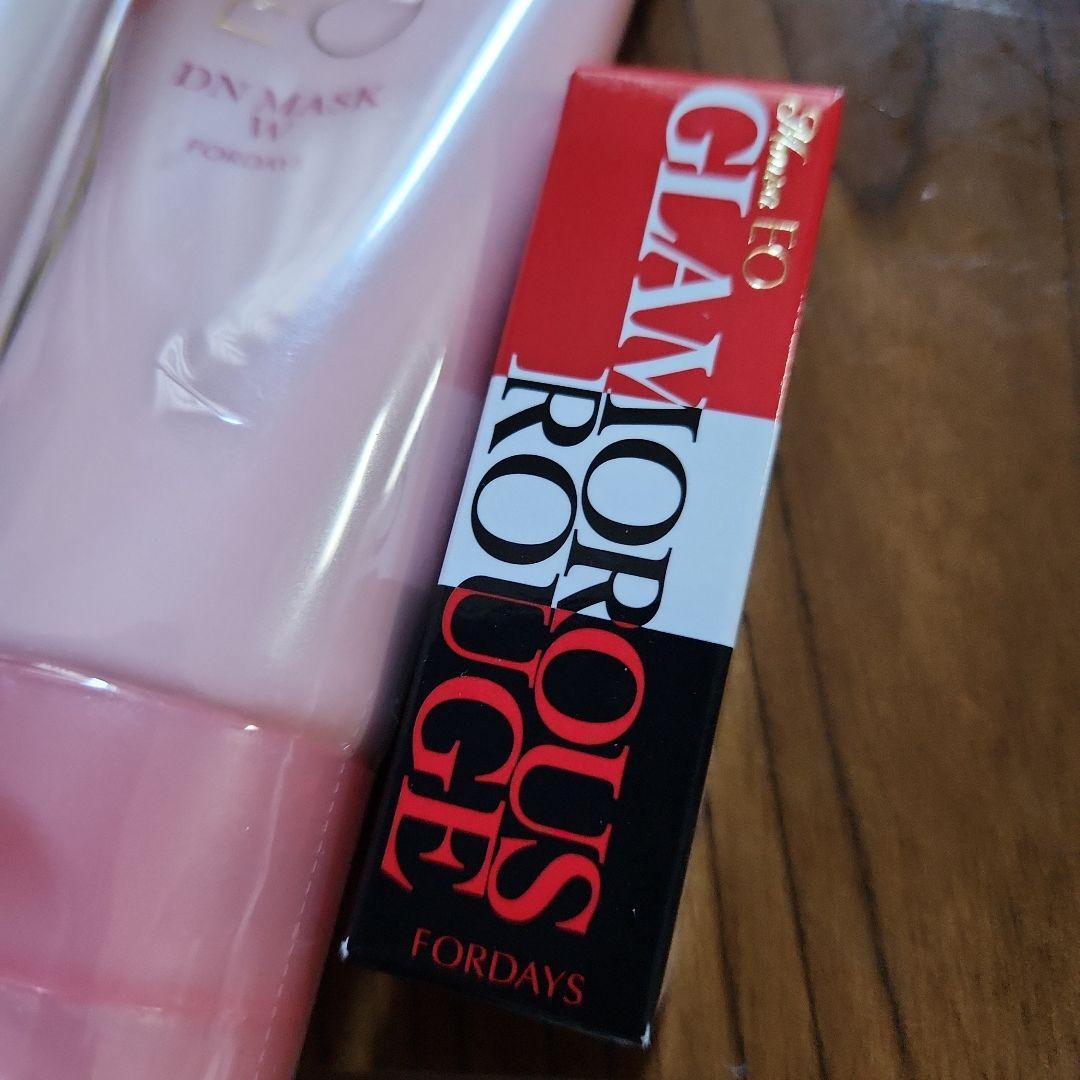 DN MASK
W
FORDAYS
EO
GLAMOROUS
ROUGE
FORDAYS